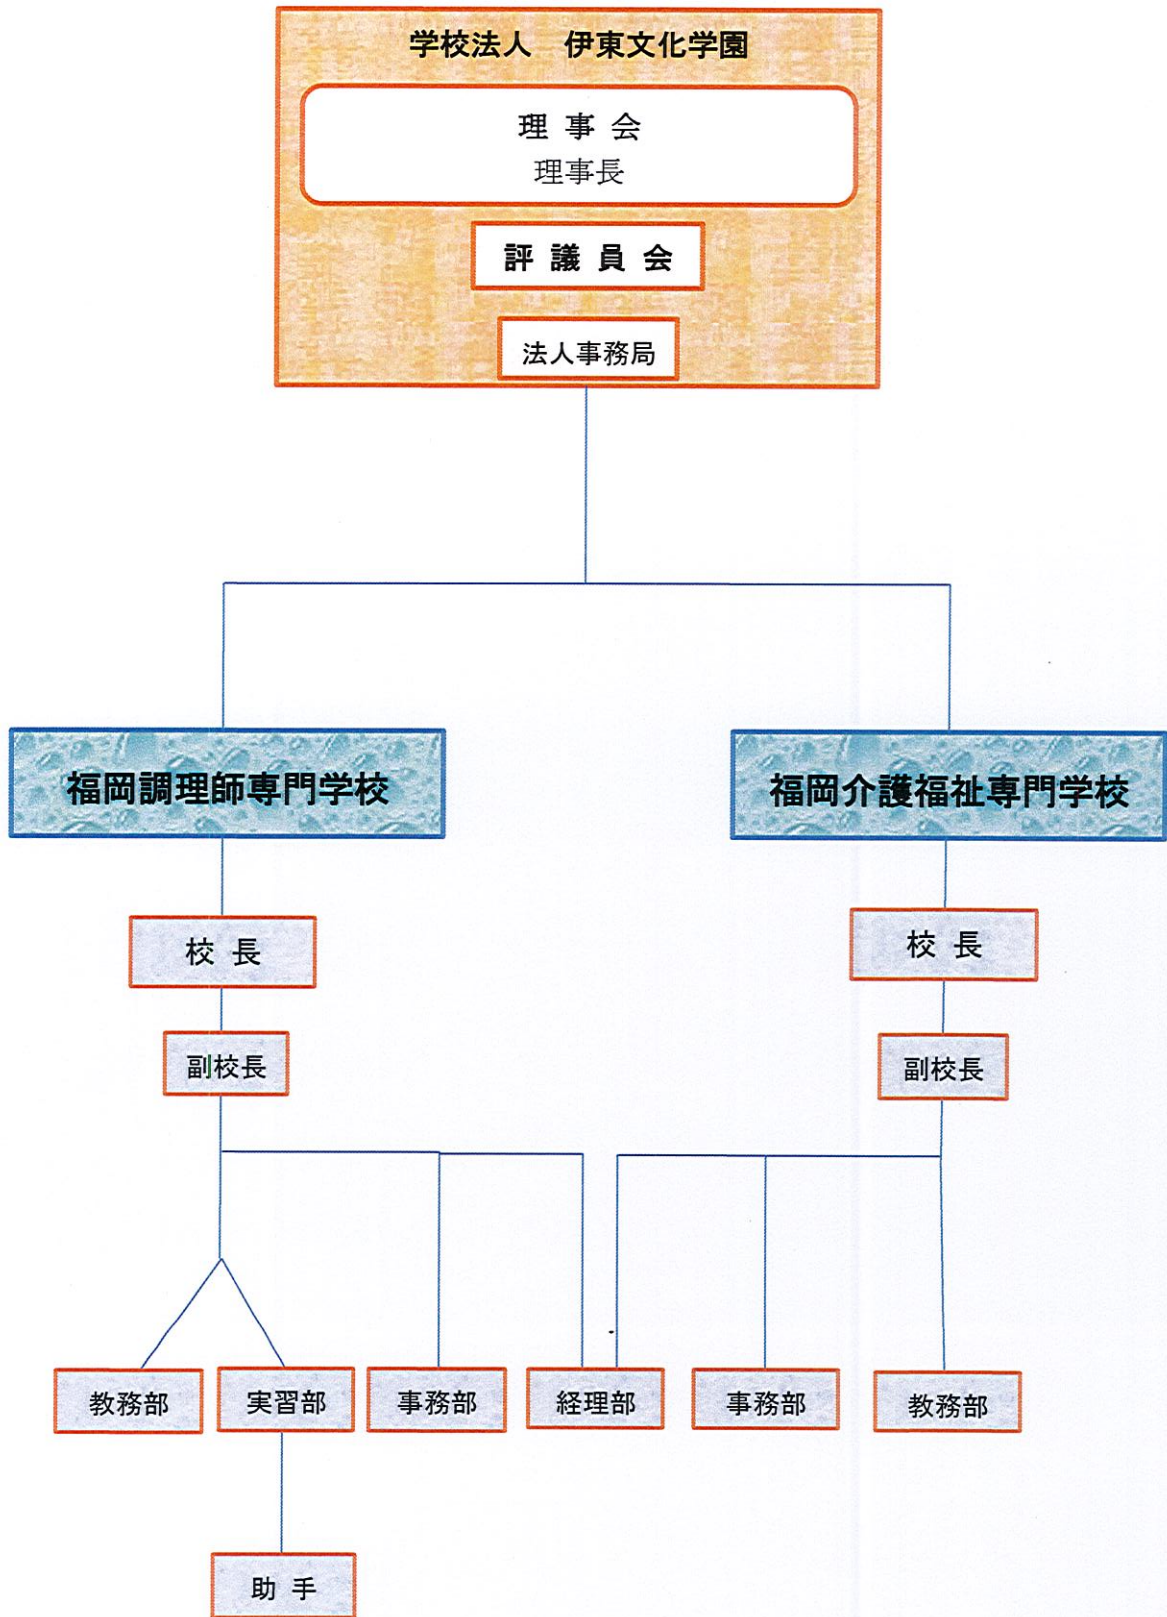 学校法人　伊東文化学園
理 事 会
理事長
評 議 員 会
法人事務局
福岡調理師専門学校
福岡介護福祉専門学校
校 長
校 長
副校長
副校長
教務部
実習部
事務部
経理部
事務部
教務部
助 手